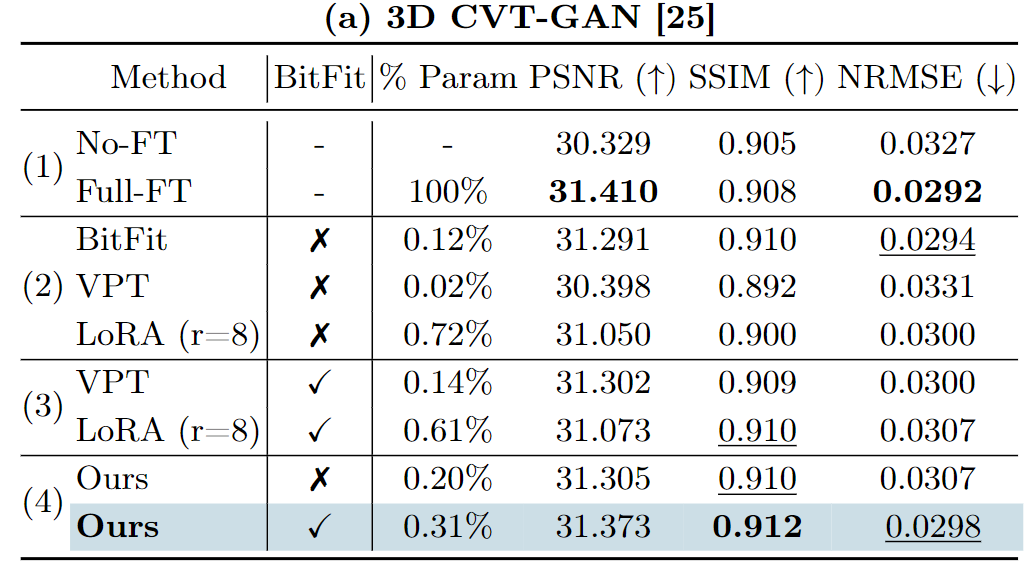 (a) 3D CVT-GAN [25]
Method BitFit % Param PSNR (↑) SSIM (↑) NRMSE (↓)
(1) No-FT - - 30.329 0.905 0.0327
Full-FT - 100% 31.410 0.908 0.0292
(2) BitFit ✗ 0.12% 31.291 0.910 0.0294
VPT ✗ 0.02% 30.398 0.892 0.0331
LoRA (r=8) ✗ 0.72% 31.050 0.900 0.0300
(3) VPT ✓ 0.14% 31.302 0.909 0.0300
LoRA (r=8) ✓ 0.61% 31.073 0.910 0.0307
(4) Ours ✗ 0.20% 31.305 0.910 0.0307
Ours ✓ 0.31% 31.373 0.912 0.0298